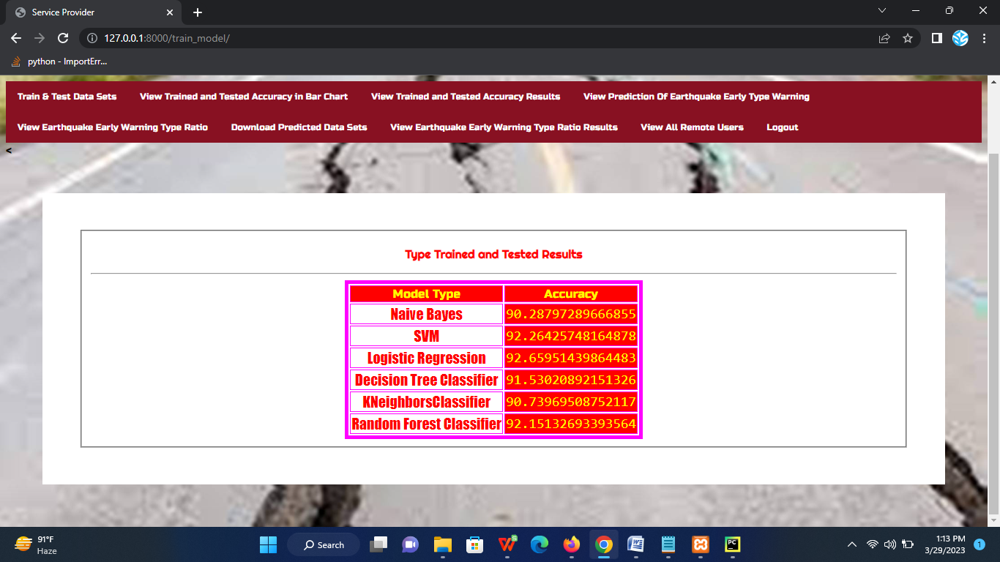 Service Provider
127.0.0.1:8000/train_model/
python - ImportErr...
Train & Test Data Sets View Trained and Tested Accuracy in Bar Chart View Trained and Tested Accuracy Results View Prediction Of Earthquake Early Type Warning
View Earthquake Early Warning Type Ratio Download Predicted Data Sets View Earthquake Early Warning Type Ratio Results View All Remote Users Logout
<
Type Trained and Tested Results
Model Type Accuracy
Naive Bayes 90.28797289666855
SVM 92.26425748164878
Logistic Regression 92.65951439864483
Decision Tree Classifier 91.53020892151326
KNeighborsClassifier 90.73969508752117
Random Forest Classifier 92.15132693393564
91°F
Haze
Search
W S
W
PC
1:13 PM
3/29/2023
1